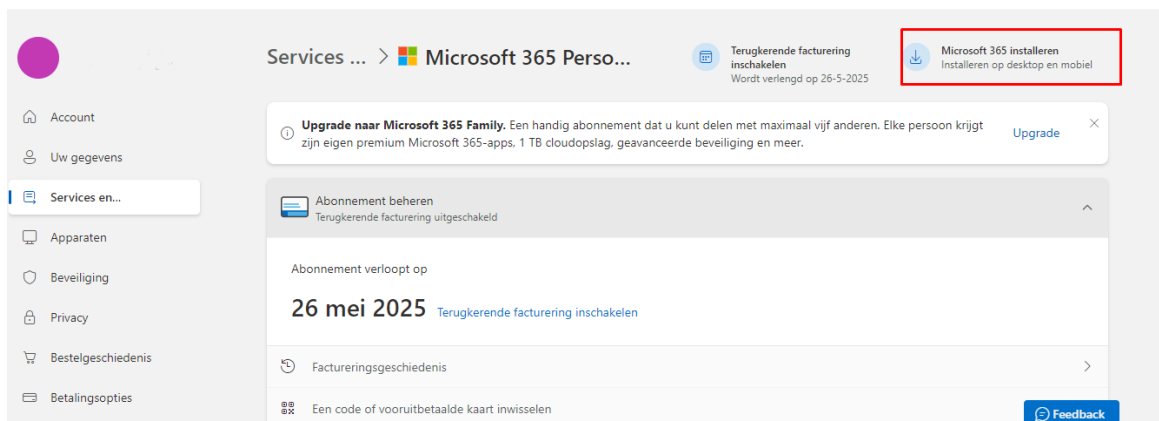 Services ... > Microsoft 365 Perso...
Terugkerende facturering
inschakelen
Wordt verlengd op 26-5-2025
Microsoft 365 installeren
Installeren op desktop en mobiel
Account
Uw gegevens
Services en...
Apparaten
Beveiliging
Privacy
Bestelgeschiedenis
Betalingsopties
Upgrade naar Microsoft 365 Family. Een handig abonnement dat u kunt delen met maximaal vijf anderen. Elke persoon krijgt
zijn eigen premium Microsoft 365-apps, 1 TB cloudopslag, geavanceerde beveiliging en meer.
Upgrade
Abonnement beheren
Terugkerende facturering uitgeschakeld
Abonnement verloopt op
26 mei 2025 Terugkerende facturering inschakelen
Factureringsgeschiedenis
Een code of vooruitbetaalde kaart inwisselen
Feedback